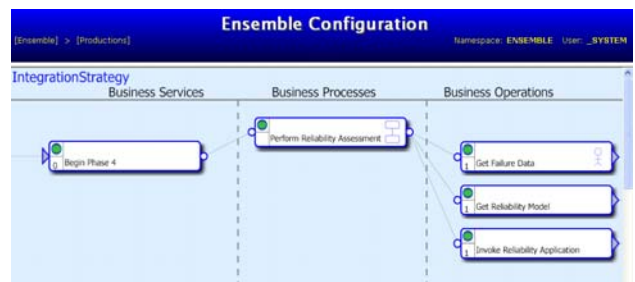 Ensemble Configuration
[Ensemble] > [Productions]
Namespace: ENSEMBLE User: _SYSTEM
IntegrationStrategy
Business Services
Business Processes
Business Operations
0 Begin Phase 4
Perform Reliability Assessment
1 Get Failure Data
1 Get Reliability Model
1 Invoke Reliability Application